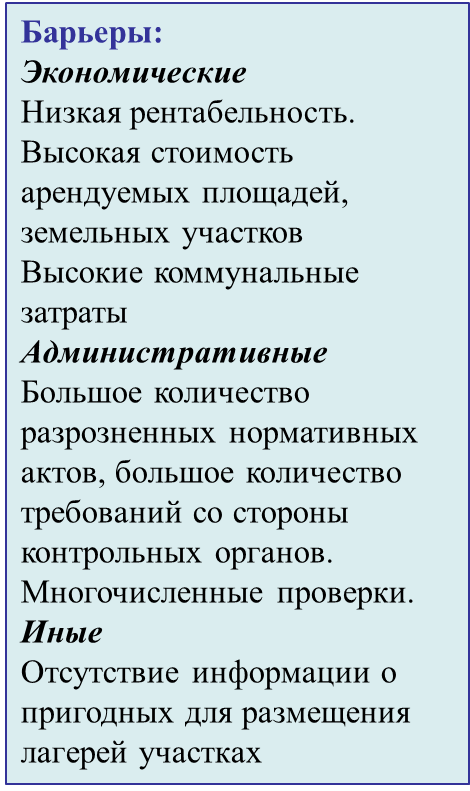 Барьеры:
Экономические
Низкая рентабельность.
Высокая стоимость
арендуемых площадей,
земельных участков
Высокие коммунальные
затраты
Административные
Большое количество
разрозненных нормативных
актов, большое количество
требований со стороны
контрольных органов.
Многочисленные проверки.
Иные
Отсутствие информации о
пригодных для размещения
лагерей участках